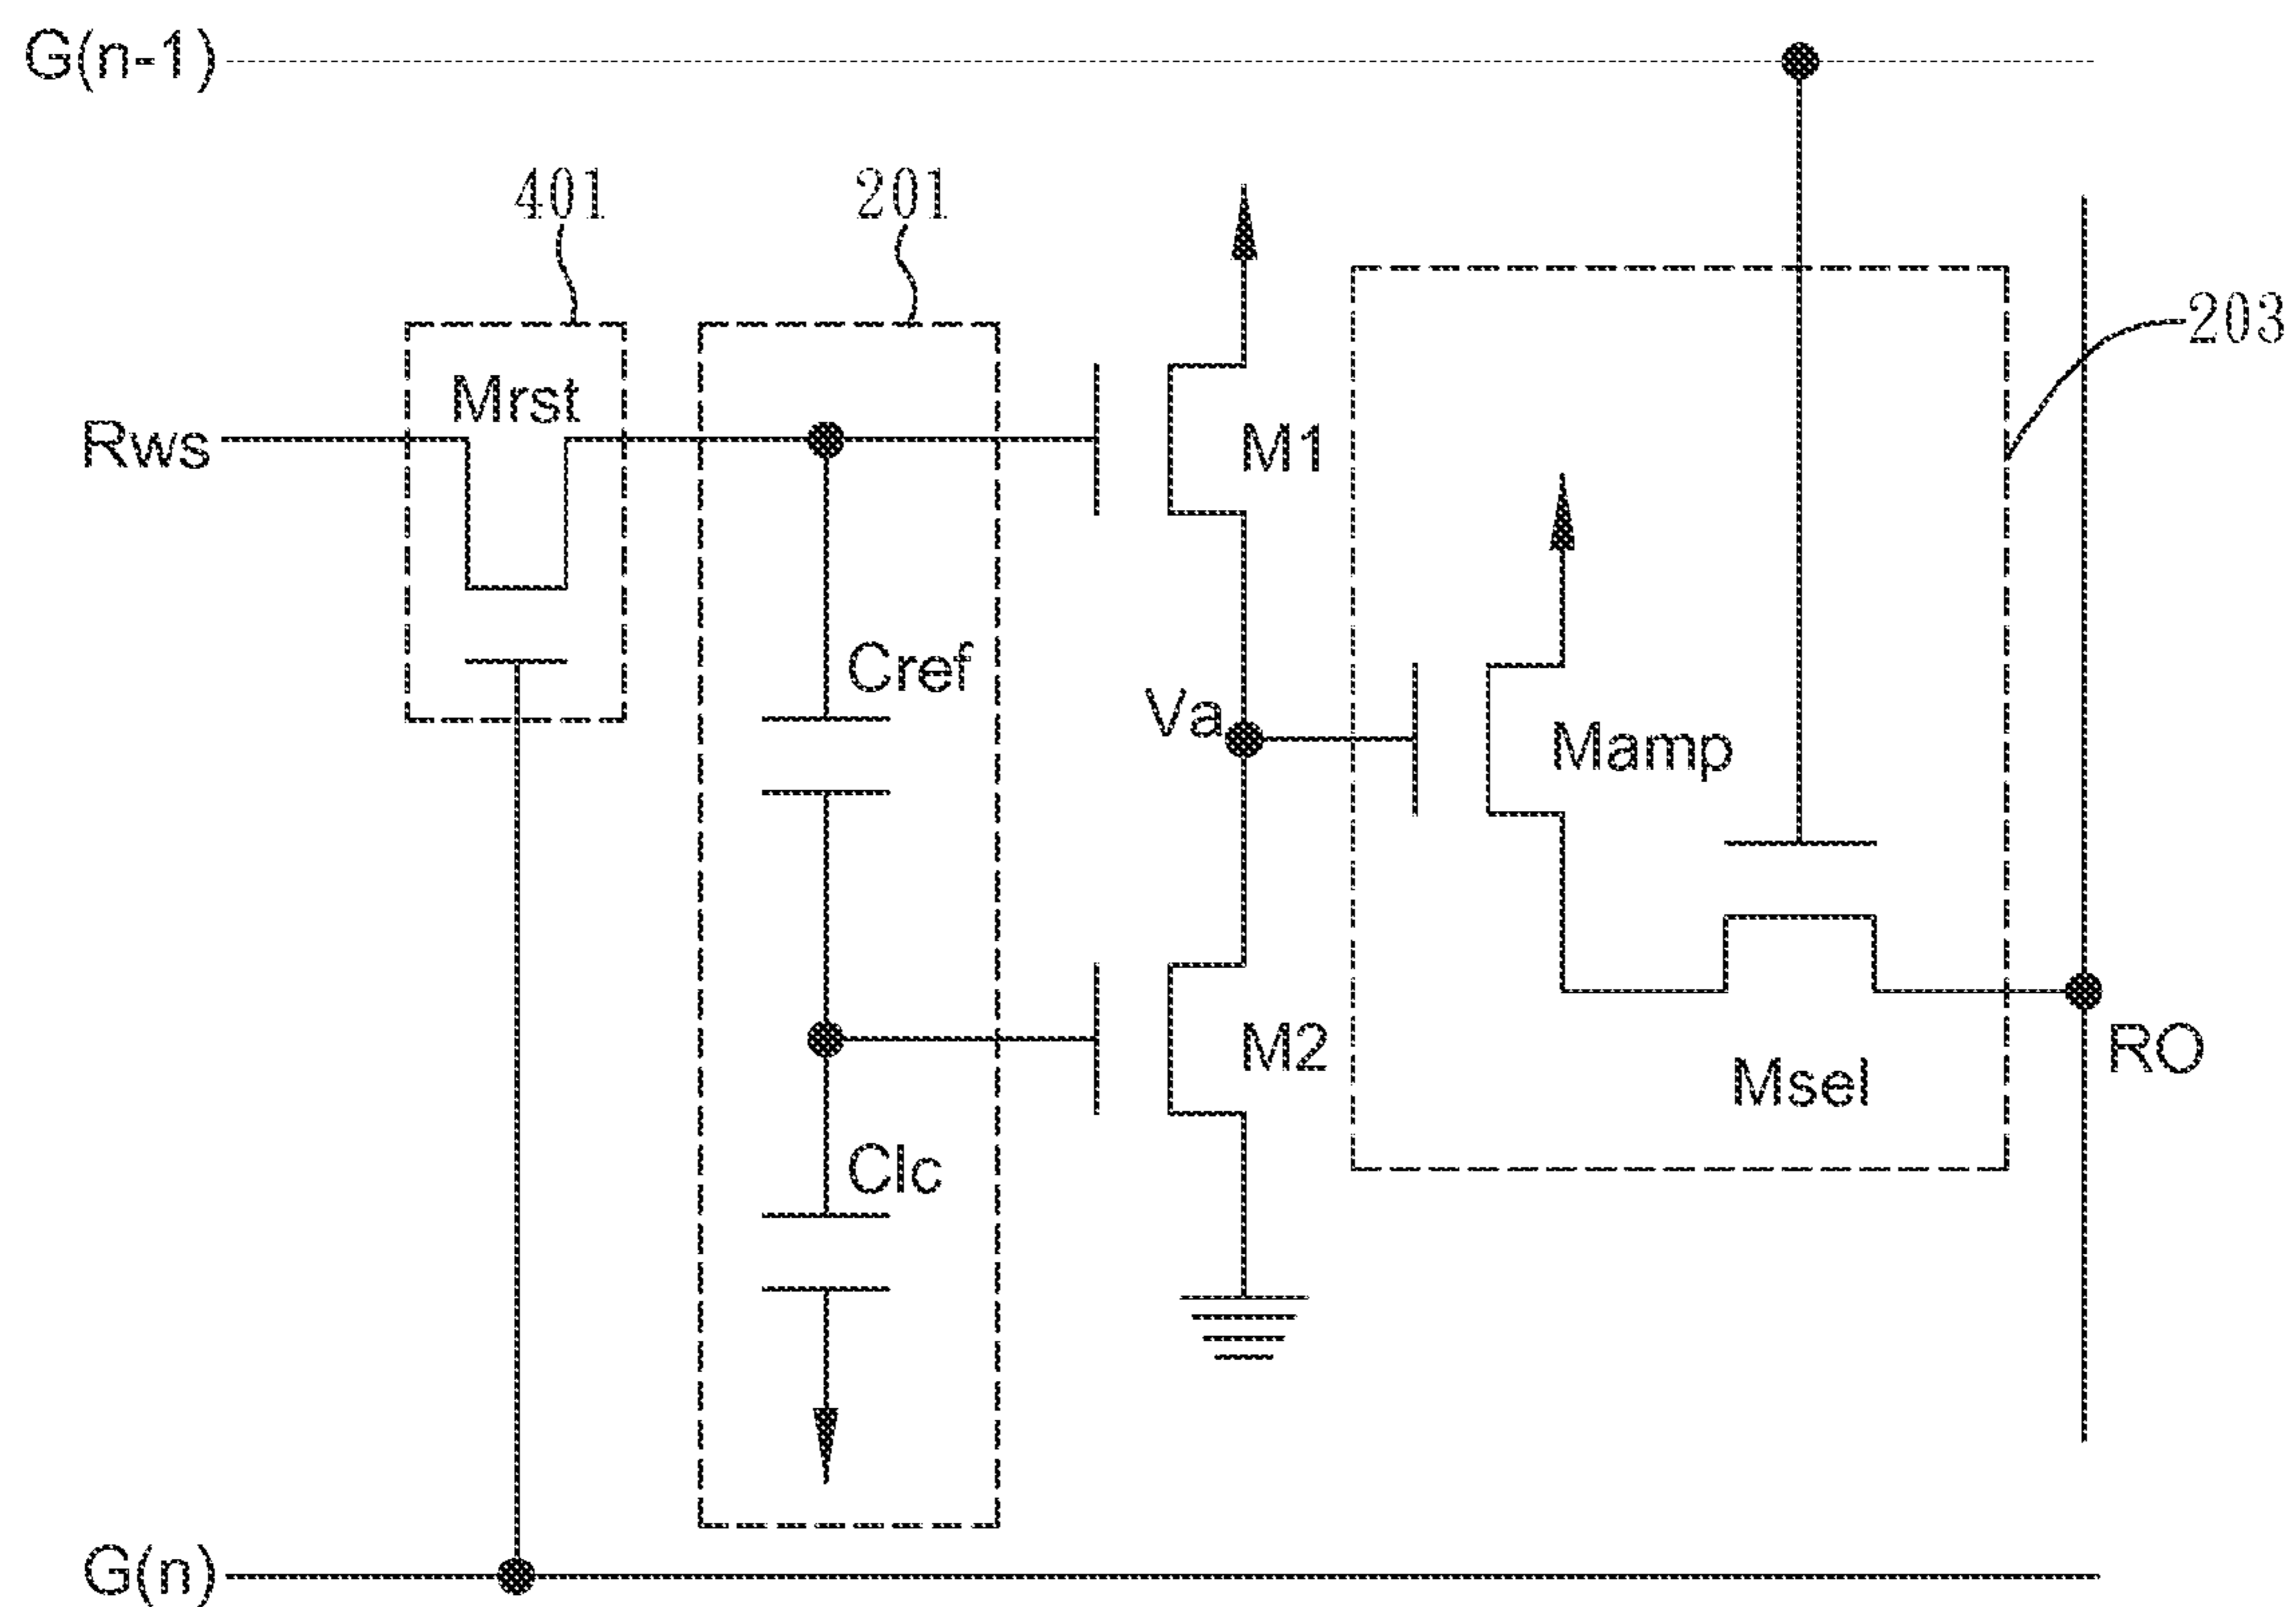 G(n-1)
401
201
203
Mrst
Rws
M1
Cref
Va
Mamp
M2
RO
Msel
Clc
G(n)